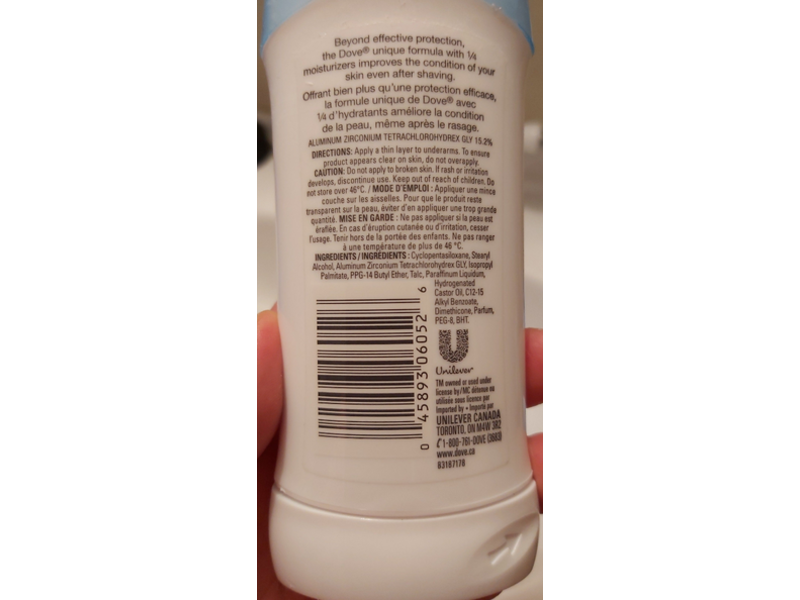 Beyond effective protection,
the Dove® unique formula with ¼
moisturizers improves the condition of your
skin even after shaving.
Offrant bien plus qu'une protection efficace,
la formule unique de Dove® avec
¼ d'hydratants améliore la condition
de la peau, même après le rasage.
ALUMINUM ZIRCONIUM TETRACHLOROHYDREX GLY 15.2%
DIRECTIONS: Apply a thin layer to underarms. To ensure
product appears clear on skin, do not overapply.
CAUTION: Do not apply to broken skin. If rash or irritation
develops, discontinue use. Keep out of reach of children. Do
not store over 46°C. / MODE D'EMPLOI : Appliquer une mince
couche sur les aisselles. Pour que le produit reste
transparent sur la peau, éviter d'en appliquer une trop grande
quantité. MISE EN GARDE : Ne pas appliquer si la peau est
éraflée. En cas d'éruption cutanée ou d'irritation, cesser
l'usage. Tenir hors de la portée des enfants. Ne pas ranger
à une température de plus de 46 °C.
INGREDIENTS / INGRÉDIENTS : Cyclopentasiloxane, Stearyl
Alcohol, Aluminum Zirconium Tetrachlorohydrex GLY, Isopropyl
Palmitate, PPG-14 Butyl Ether, Talc, Paraffinum Liquidum,
Hydrogenated
Castor Oil, C12-15
Alkyl Benzoate,
Dimethicone, Parfum,
PEG-8, BHT.
0 45893 06052 6
Unilever
TM owned or used under
license by/MC détenue ou
utilisée sous licence par
Imported by • Importé par
UNILEVER CANADA
TORONTO, ON M4W 3R2
1-800-761-DOVE (3683)
www.dove.ca
83187178